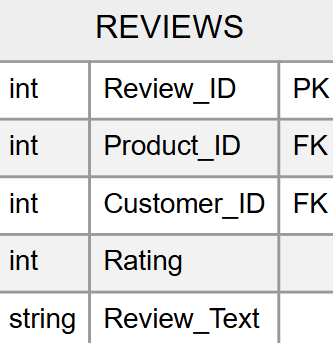 REVIEWS
int Review_ID PK
int Product_ID FK
int Customer_ID FK
int Rating
string Review_Text